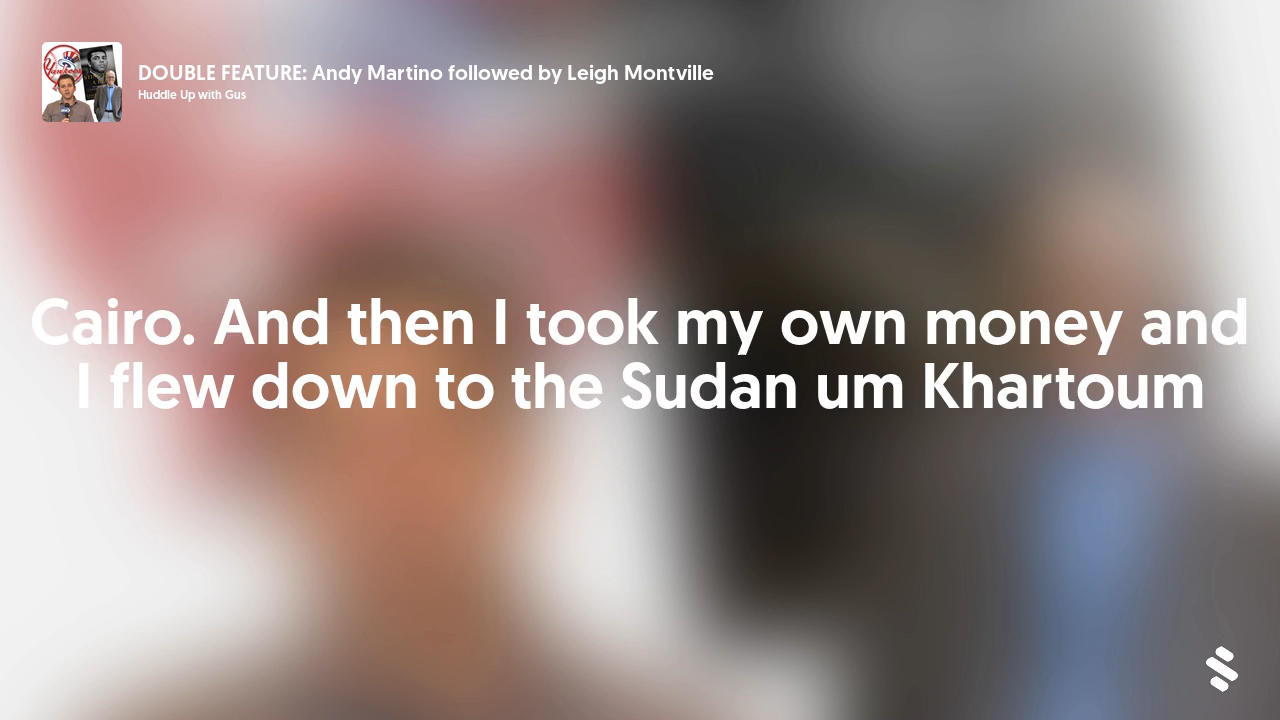 DOUBLE FEATURE: Andy Martino followed by Leigh Montville
Huddle Up with Gus
Cairo. And then I took my own money and
I flew down to the Sudan um Khartoum